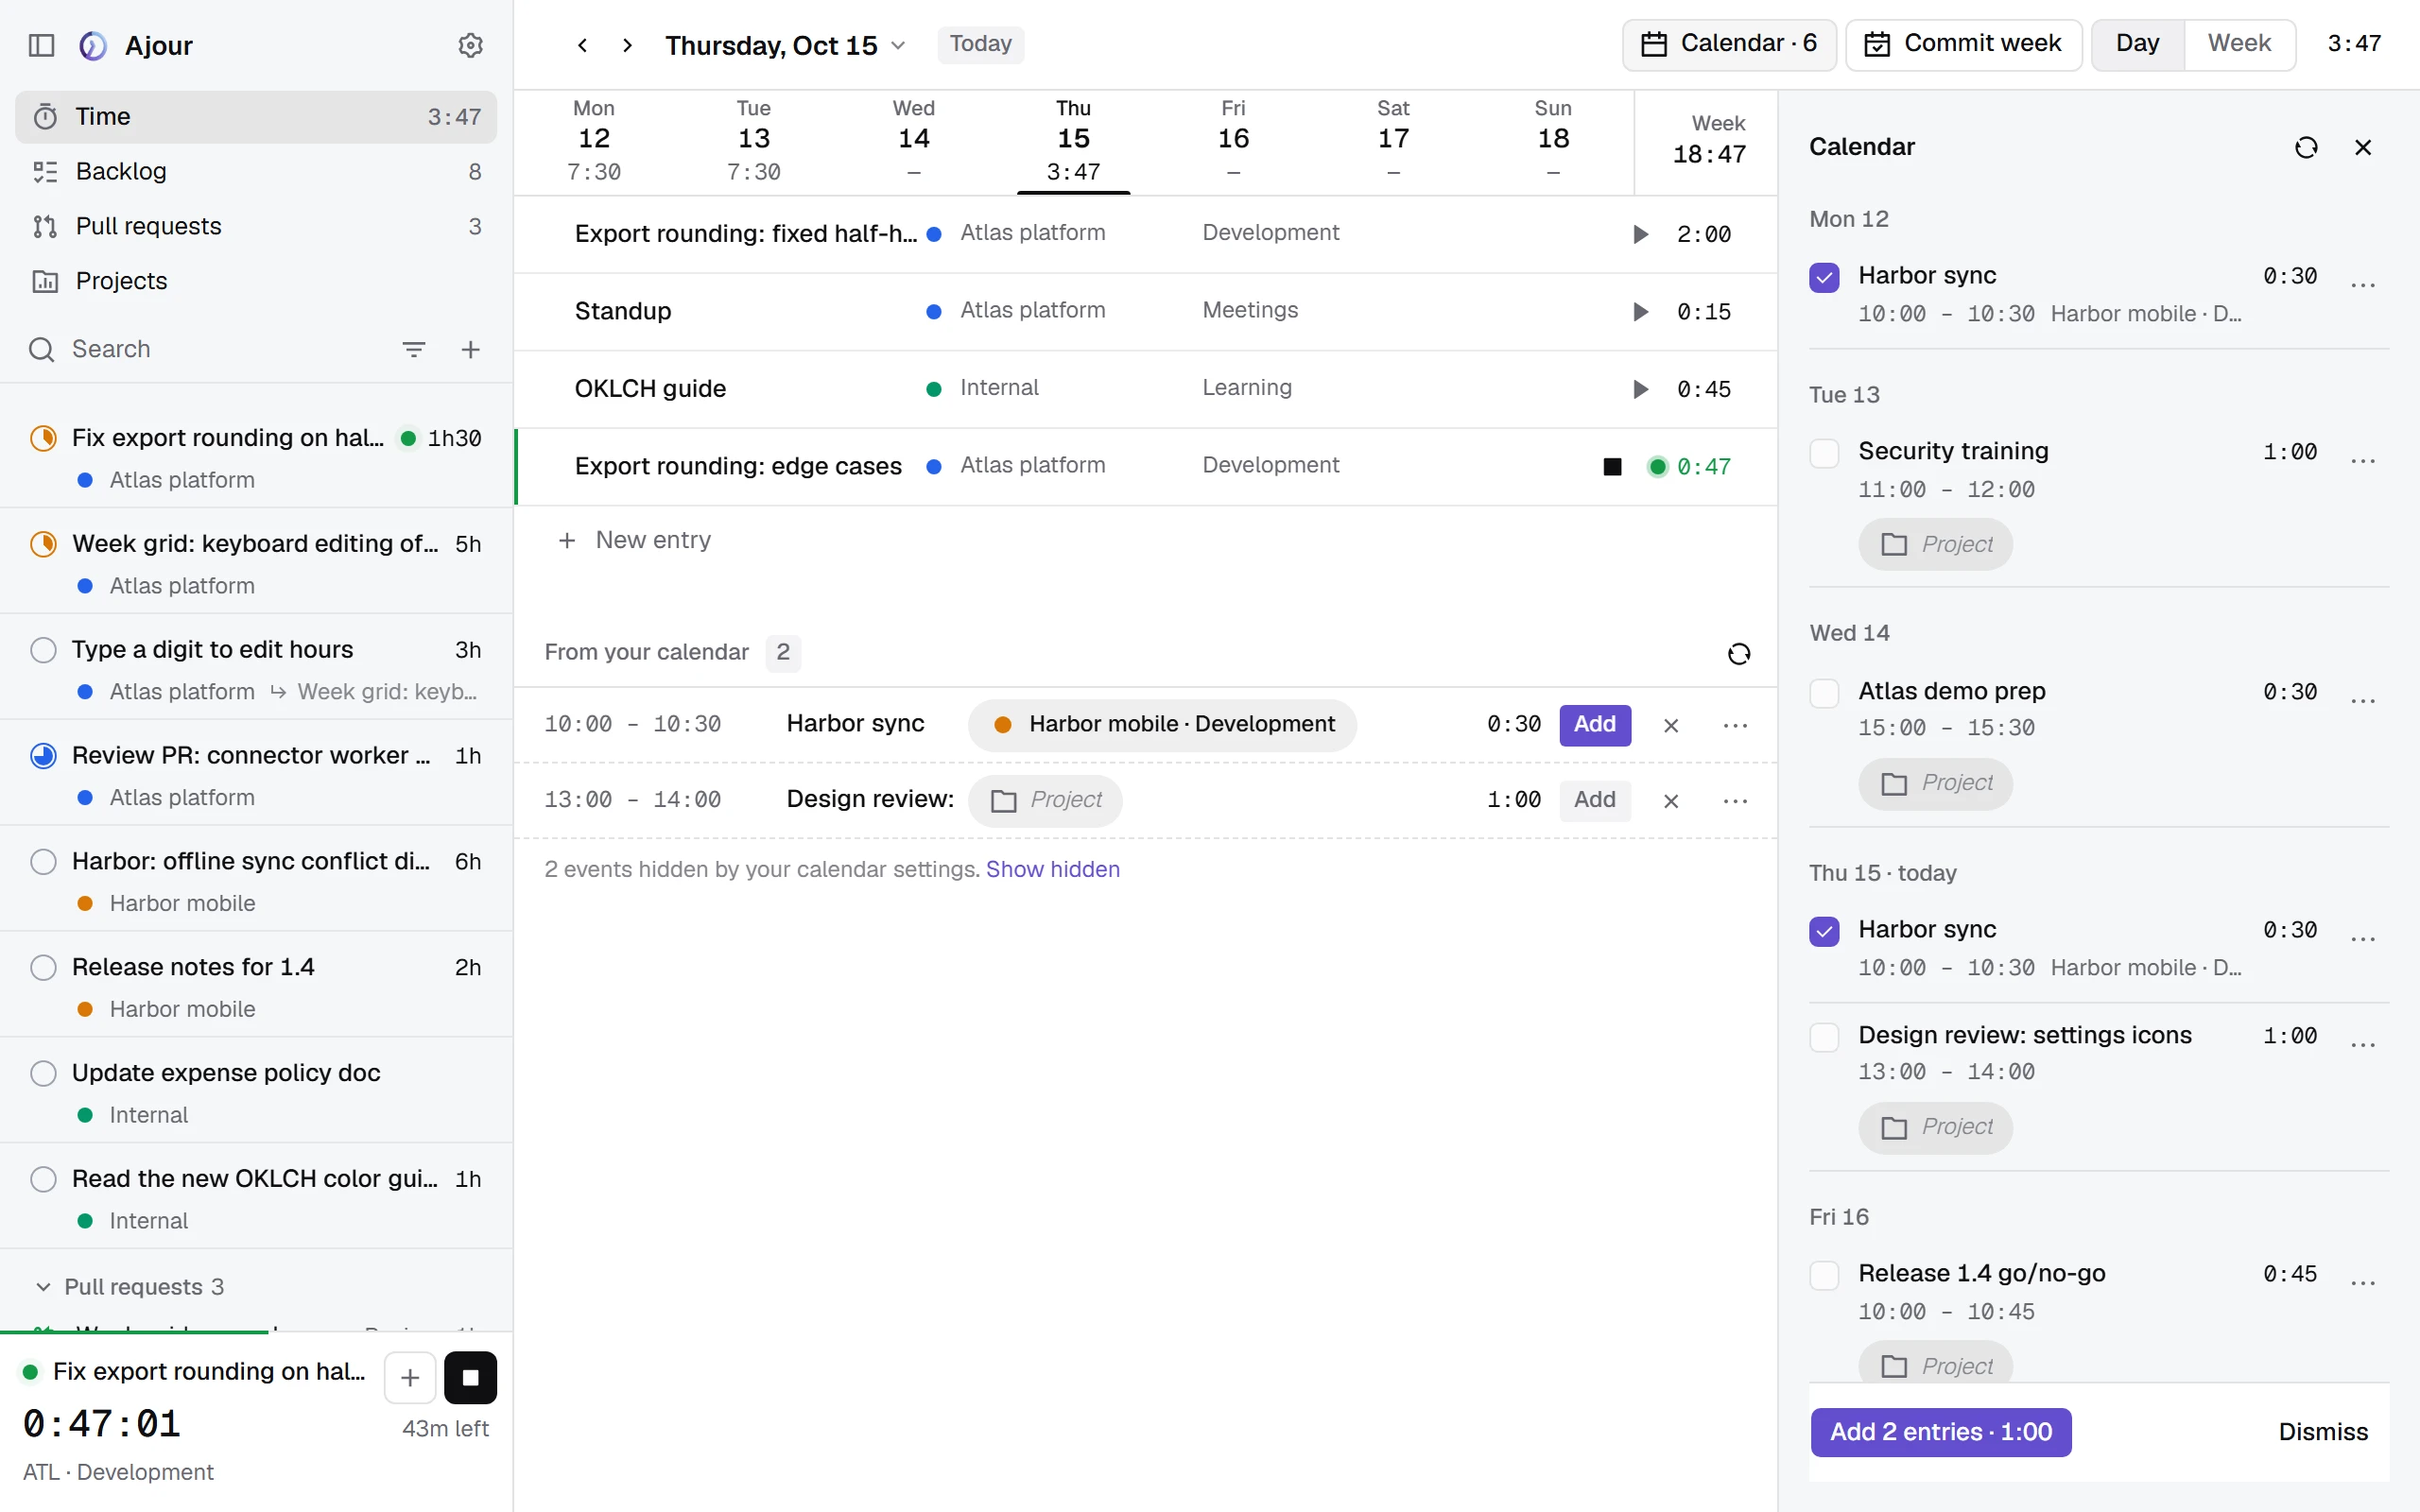 Ajour
Time 3:47
Backlog 8
Pull requests 3
Projects
Search
Fix export rounding on hal... 1h30
Atlas platform
Week grid: keyboard editing of... 5h
Atlas platform
Type a digit to edit hours 3h
Atlas platform ↳ Week grid: keyb...
Review PR: connector worker ... 1h
Atlas platform
Harbor: offline sync conflict di... 6h
Harbor mobile
Release notes for 1.4 2h
Harbor mobile
Update expense policy doc
Internal
Read the new OKLCH color gui... 1h
Internal
Pull requests 3
Fix export rounding on hal...
0:47:01 43m left
ATL · Development
Thursday, Oct 15 Today
Calendar · 6 Commit week Day Week 3:47
Mon Tue Wed Thu Fri Sat Sun Week
12 13 14 15 16 17 18 18:47
7:30 7:30 – 3:47 – – –
Export rounding: fixed half-h... Atlas platform Development 2:00
Standup Atlas platform Meetings 0:15
OKLCH guide Internal Learning 0:45
Export rounding: edge cases Atlas platform Development 0:47
+ New entry
From your calendar 2
10:00 – 10:30 Harbor sync Harbor mobile · Development 0:30 Add
13:00 – 14:00 Design review: Project 1:00 Add
2 events hidden by your calendar settings. Show hidden
Calendar
Mon 12
Harbor sync 0:30
10:00 – 10:30 Harbor mobile · D...
Tue 13
Security training 1:00
11:00 – 12:00
Project
Wed 14
Atlas demo prep 0:30
15:00 – 15:30
Project
Thu 15 · today
Harbor sync 0:30
10:00 – 10:30 Harbor mobile · D...
Design review: settings icons 1:00
13:00 – 14:00
Project
Fri 16
Release 1.4 go/no-go 0:45
10:00 – 10:45
Project
Add 2 entries · 1:00 Dismiss